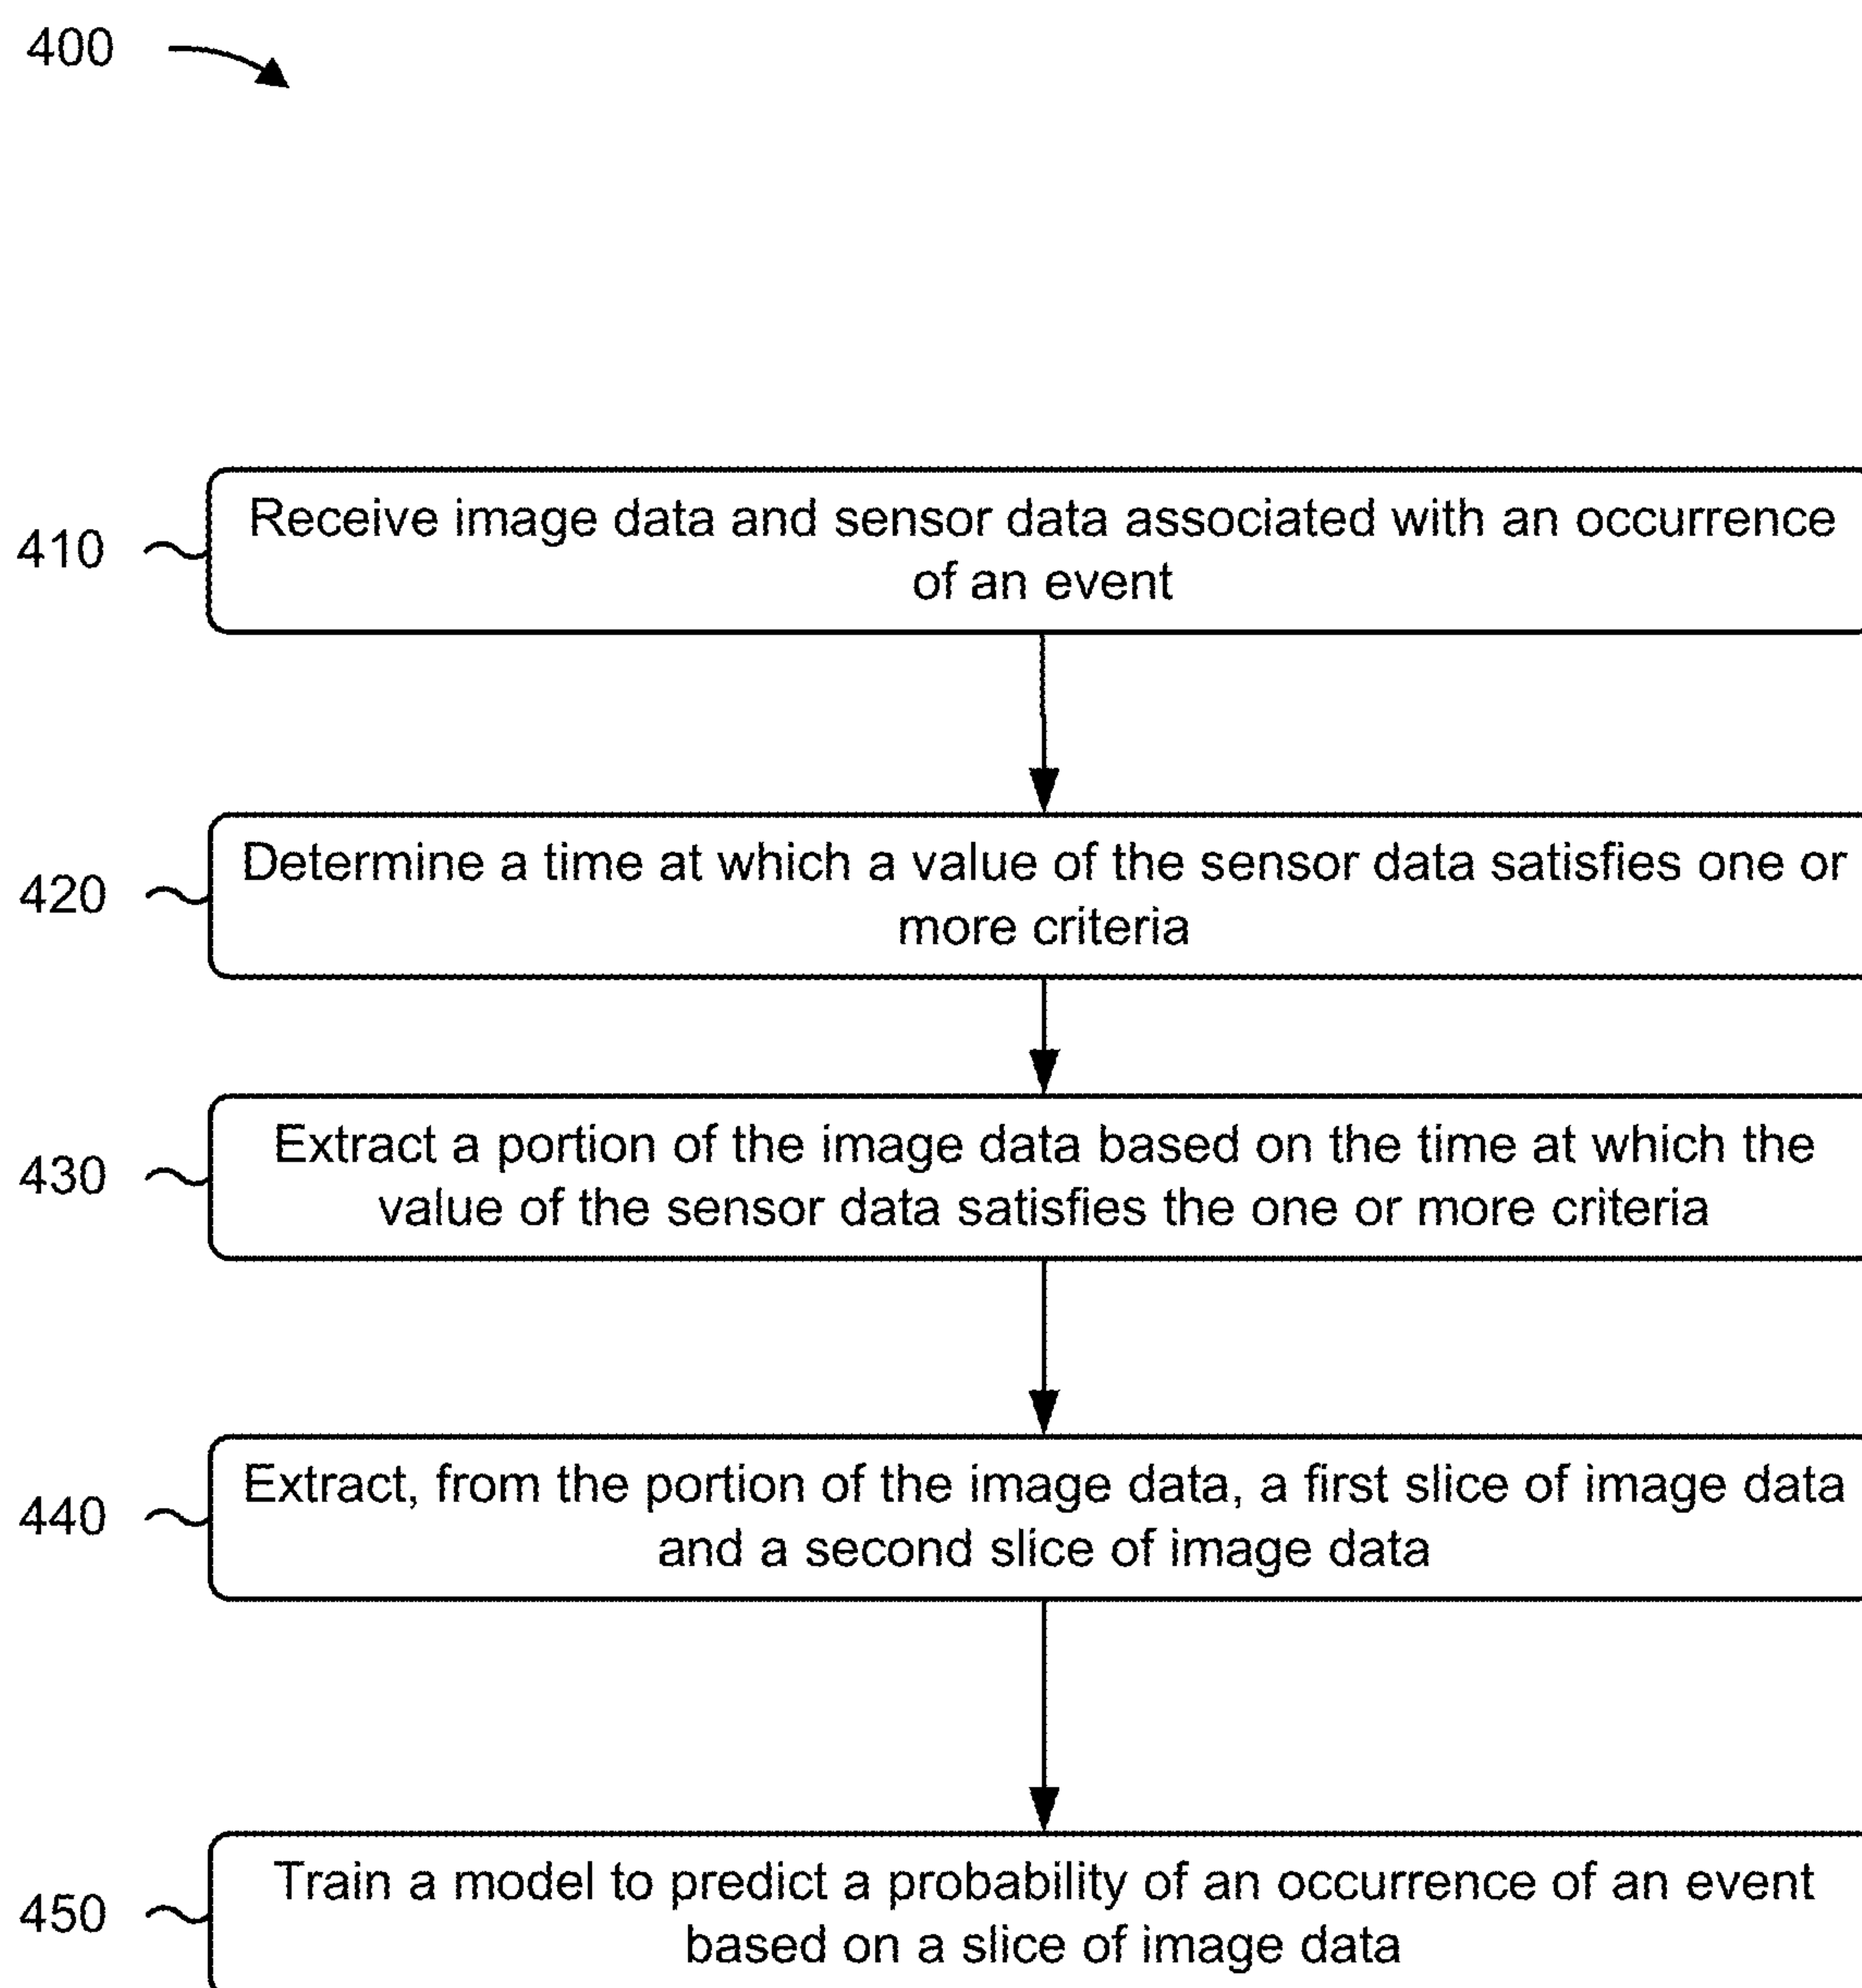 400
410
Receive image data and sensor data associated with an occurrence
of an event
420
Determine a time at which a value of the sensor data satisfies one or
more criteria
430
Extract a portion of the image data based on the time at which the
value of the sensor data satisfies the one or more criteria
440
Extract, from the portion of the image data, a first slice of image data
and a second slice of image data
450
Train a model to predict a probability of an occurrence of an event
based on a slice of image data